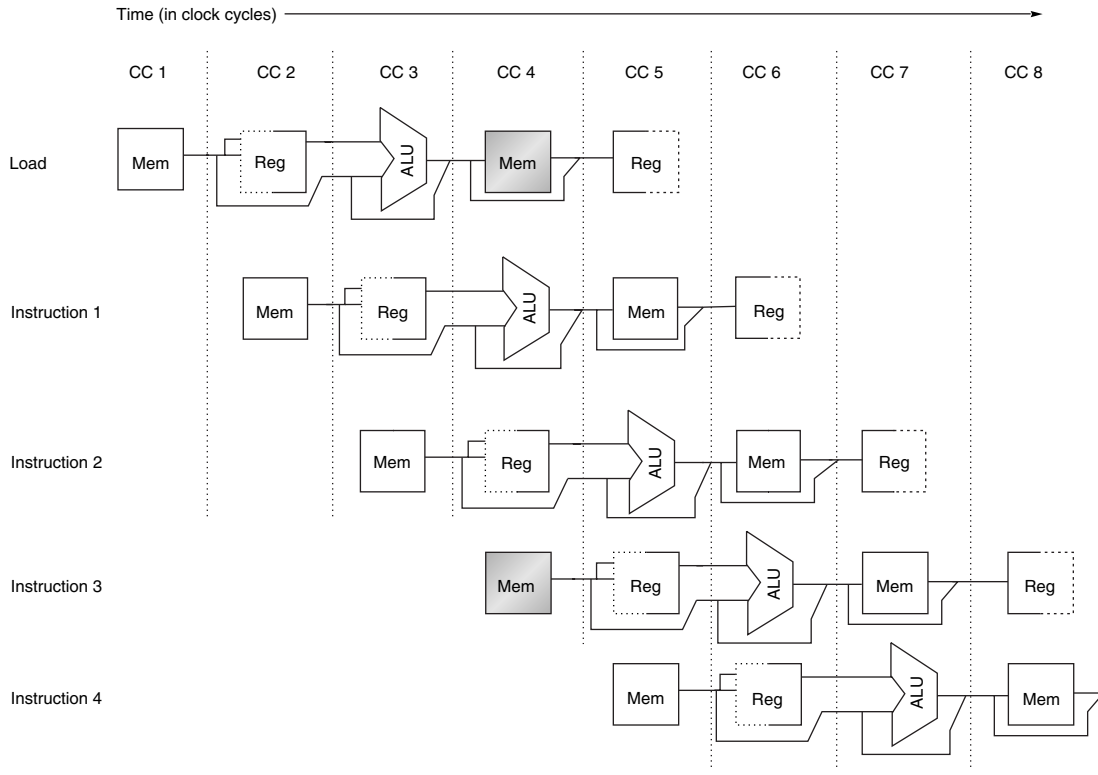 Time (in clock cycles)
CC 1 CC 2 CC 3 CC 4 CC 5 CC 6 CC 7 CC 8
Load Mem Reg ALU Mem Reg
Instruction 1 Mem Reg ALU Mem Reg
Instruction 2 Mem Reg ALU Mem Reg
Instruction 3 Mem Reg ALU Mem Reg
Instruction 4 Mem Reg ALU Mem